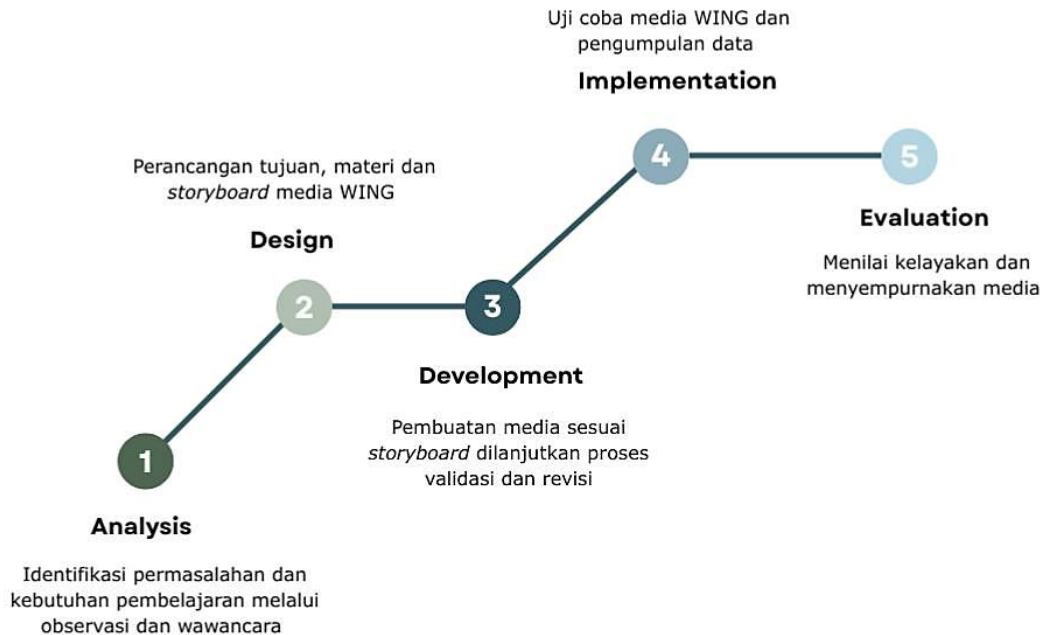 1
Analysis
Identifikasi permasalahan dan
kebutuhan pembelajaran melalui
observasi dan wawancara
Perancangan tujuan, materi dan
storyboard media WING
Design
2
3
Development
Pembuatan media sesuai
storyboard dilanjutkan proses
validasi dan revisi
Uji coba media WING dan
pengumpulan data
Implementation
4
5
Evaluation
Menilai kelayakan dan
menyempurnakan media